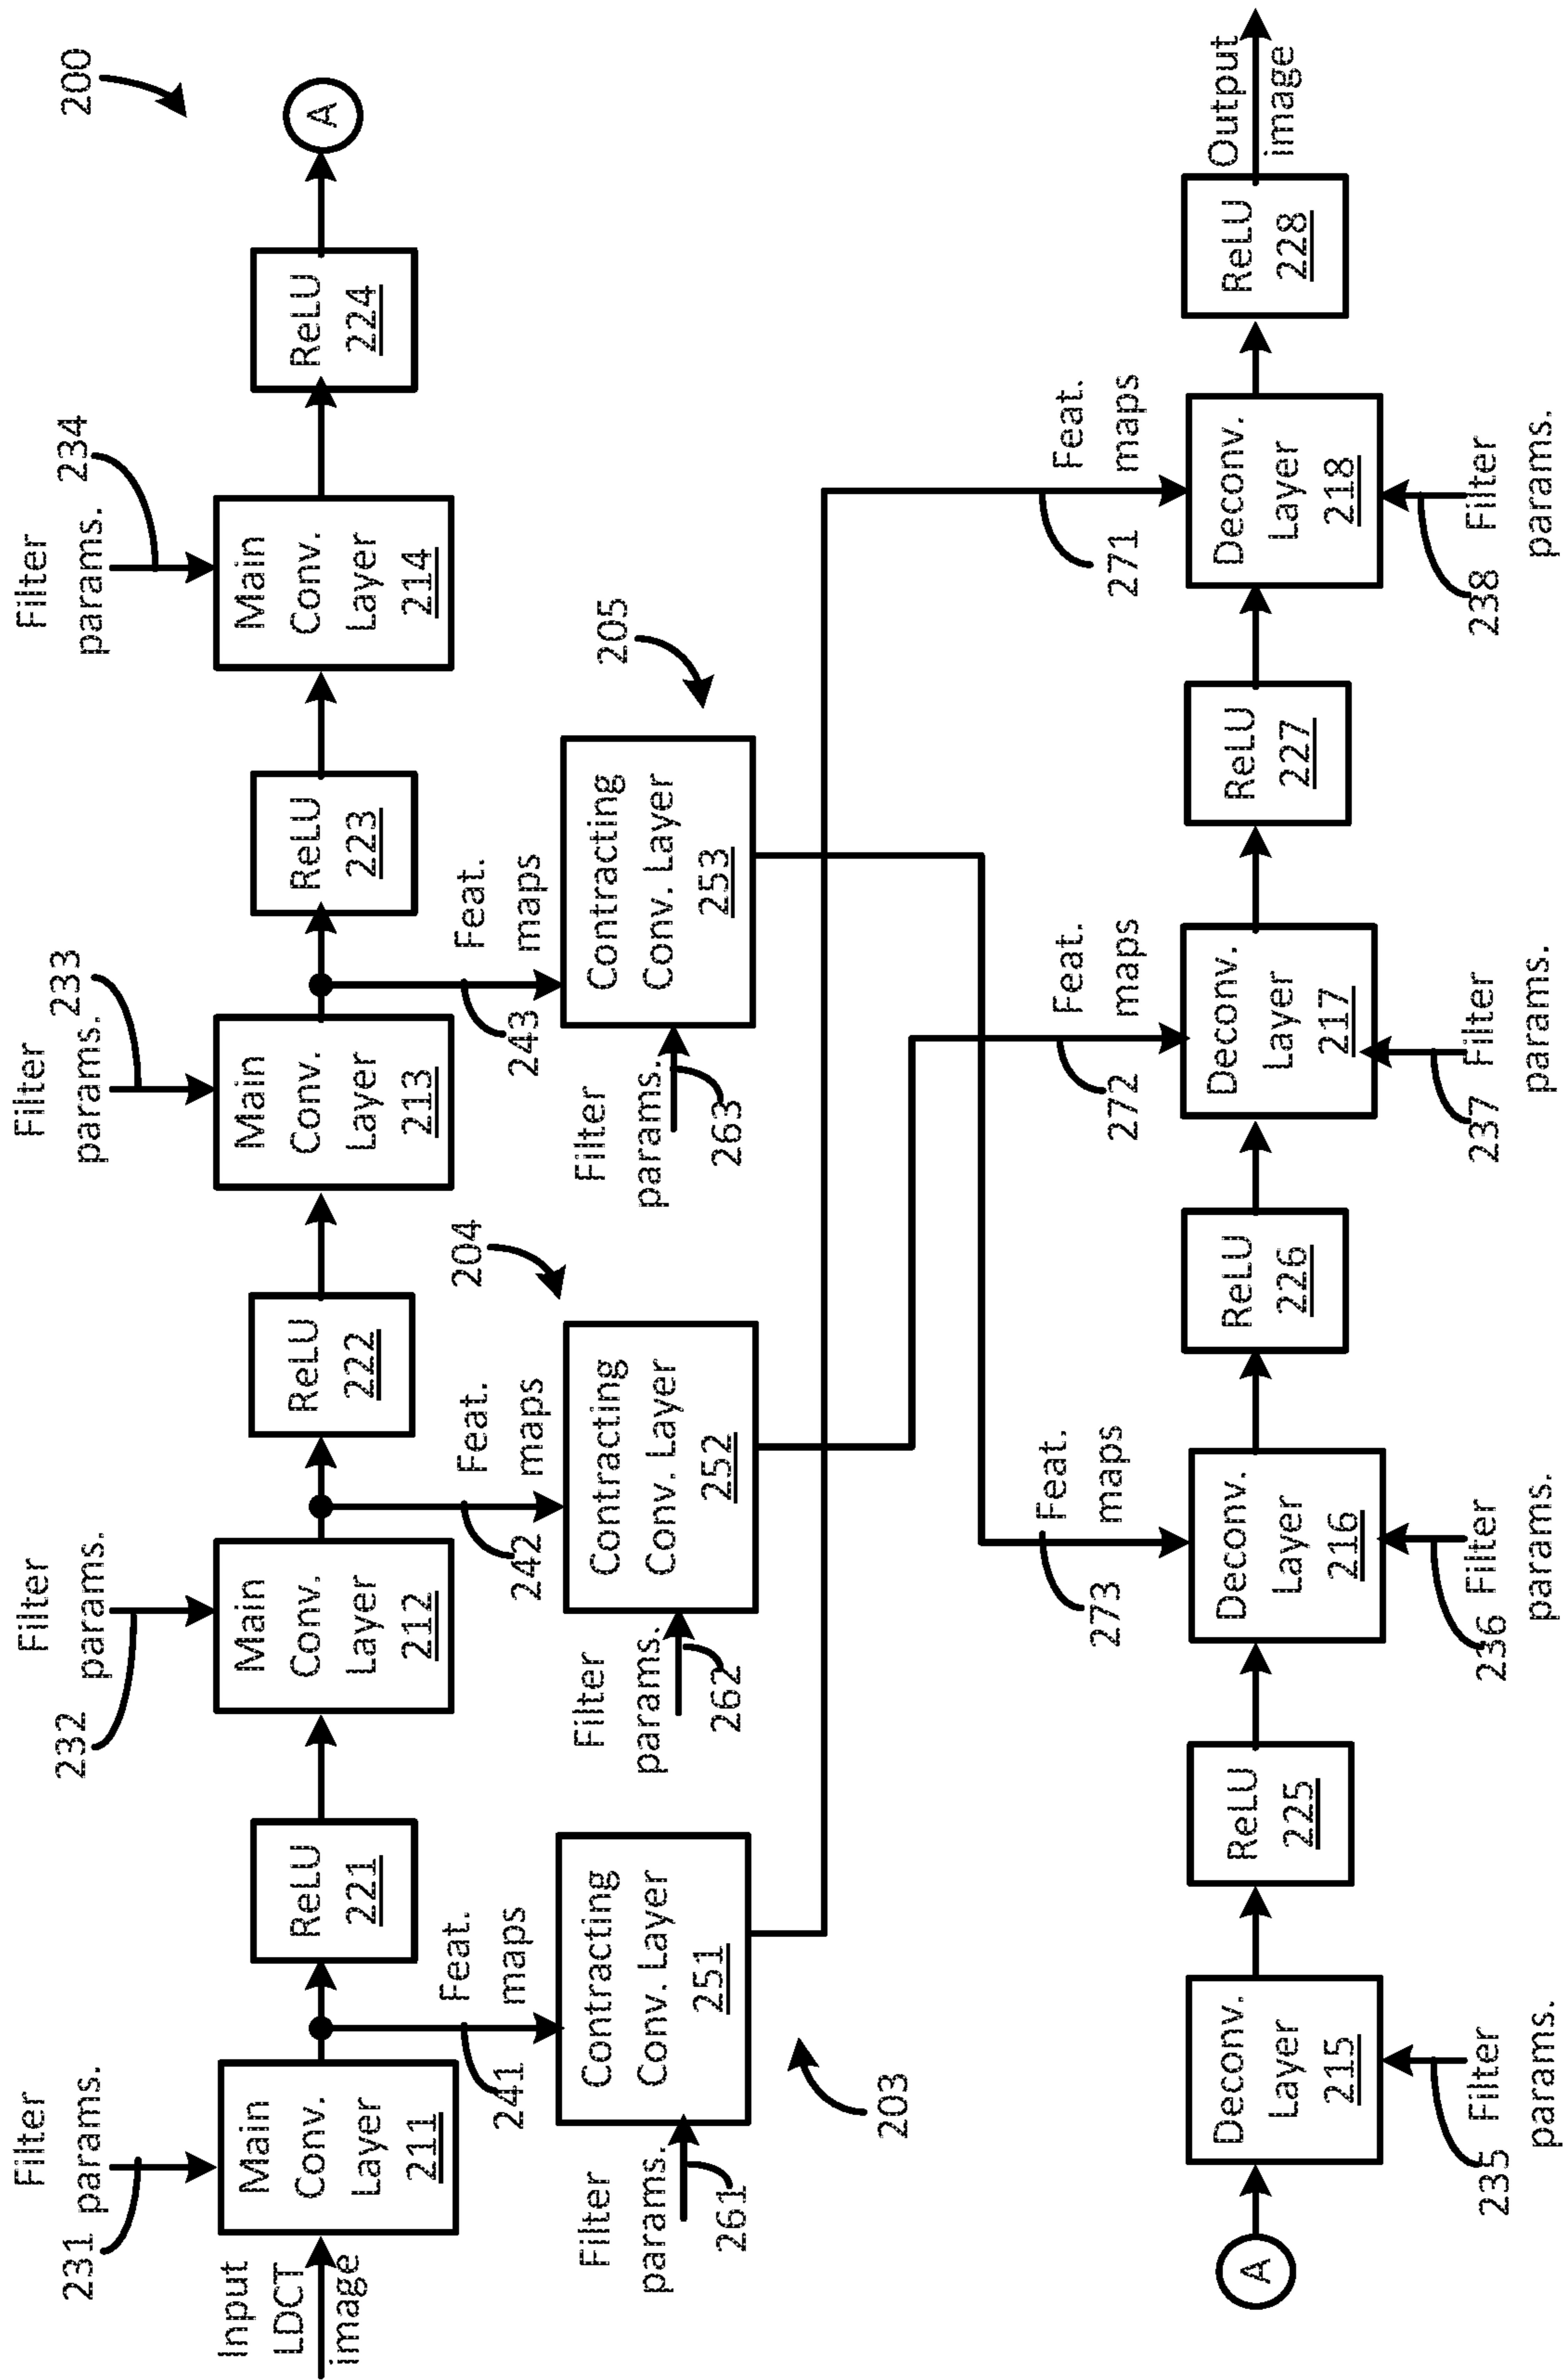 200
Filter
params.
231
Filter
params.
232
Filter
params.
233
Filter
params.
234
Input
LDCT
image
Main
Conv.
Layer
211
ReLU
221
Main
Conv.
Layer
212
ReLU
222
Main
Conv.
Layer
213
ReLU
223
Main
Conv.
Layer
214
ReLU
224
A
Feat.
maps
241
Feat.
maps
242
Feat.
maps
243
Filter
params.
261
Contracting
Conv. Layer
251
203
Filter
params.
262
Contracting
Conv. Layer
252
204
Filter
params.
263
Contracting
Conv. Layer
253
205
Feat.
maps
273
Feat.
maps
272
Feat.
maps
271
A
Deconv.
Layer
215
ReLU
225
Deconv.
Layer
216
ReLU
226
Deconv.
Layer
217
ReLU
227
Deconv.
Layer
218
ReLU
228
Output
image
235
Filter
params.
236
Filter
params.
237
Filter
params.
238
Filter
params.